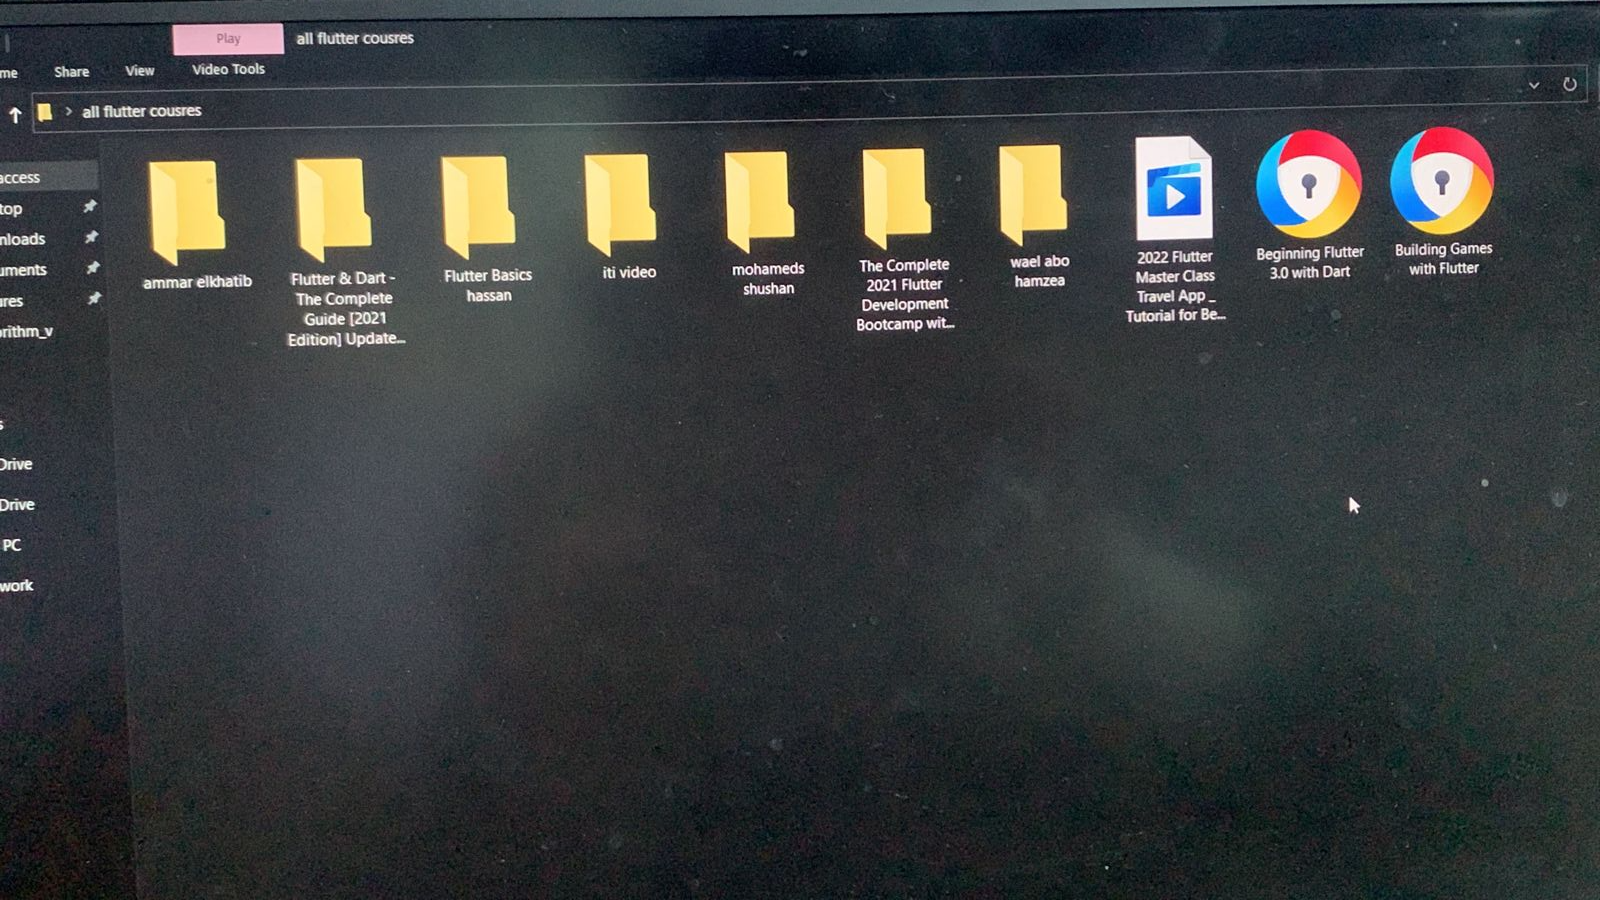 Play
all flutter cousres
me
Share
View
Video Tools
all flutter cousres
access
top
nloads
uments
ures
orithm_v
s
Drive
Drive
PC
work
ammar elkhatib
Flutter & Dart -
The Complete
Guide [2021
Edition] Update...
Flutter Basics
hassan
iti video
mohameds
shushan
The Complete
2021 Flutter
Development
Bootcamp wit...
wael abo
hamzea
2022 Flutter
Master Class
Travel App _
Tutorial for Be...
Beginning Flutter
3.0 with Dart
Building Games
with Flutter